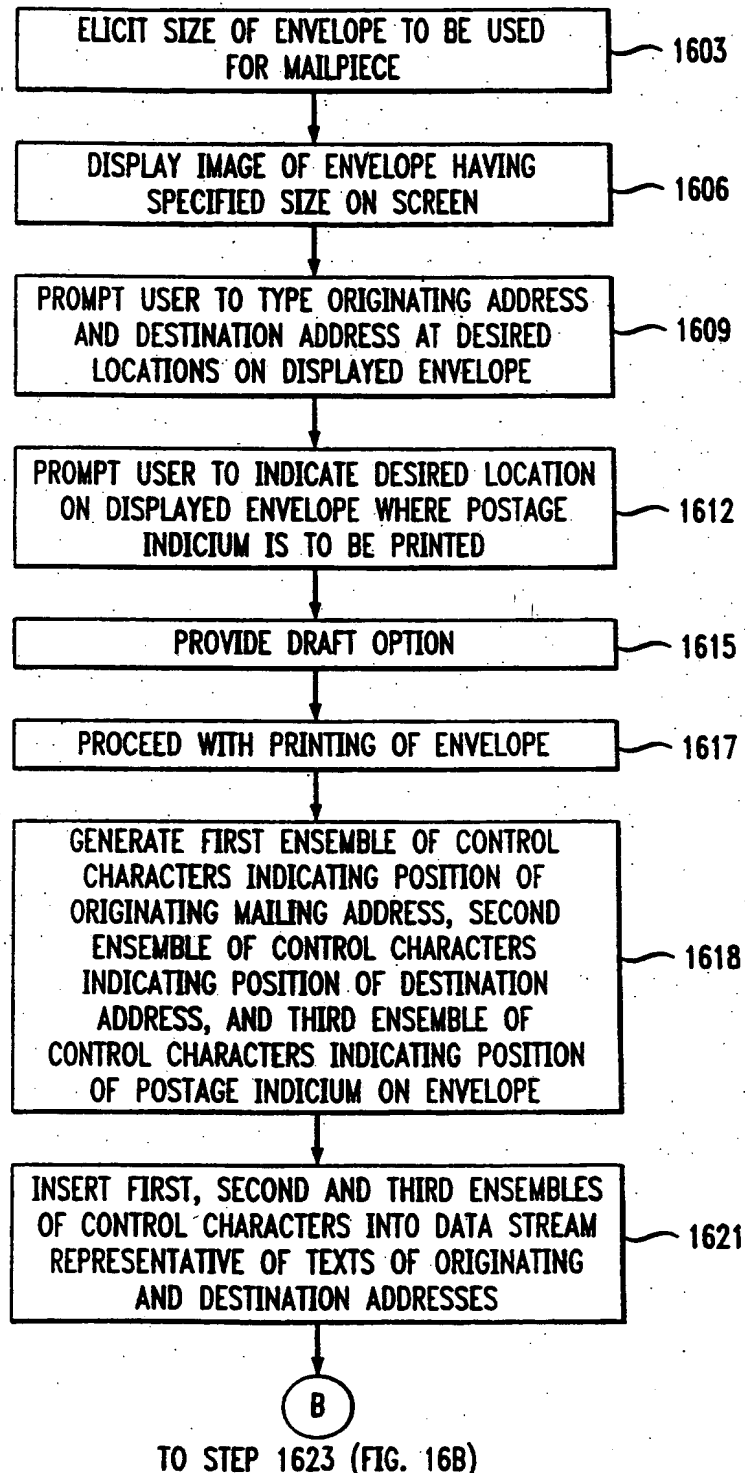 ELICIT SIZE OF ENVELOPE TO BE USED
FOR MAILPIECE
1603
DISPLAY IMAGE OF ENVELOPE HAVING
SPECIFIED SIZE ON SCREEN
1606
PROMPT USER TO TYPE ORIGINATING ADDRESS
AND DESTINATION ADDRESS AT DESIRED
LOCATIONS ON DISPLAYED ENVELOPE
1609
PROMPT USER TO INDICATE DESIRED LOCATION
ON DISPLAYED ENVELOPE WHERE POSTAGE
INDICIUM IS TO BE PRINTED
1612
PROVIDE DRAFT OPTION
1615
PROCEED WITH PRINTING OF ENVELOPE
1617
GENERATE FIRST ENSEMBLE OF CONTROL
CHARACTERS INDICATING POSITION OF
ORIGINATING MAILING ADDRESS, SECOND
ENSEMBLE OF CONTROL CHARACTERS
INDICATING POSITION OF DESTINATION
ADDRESS, AND THIRD ENSEMBLE OF
CONTROL CHARACTERS INDICATING POSITION
OF POSTAGE INDICIUM ON ENVELOPE
1618
INSERT FIRST, SECOND AND THIRD ENSEMBLES
OF CONTROL CHARACTERS INTO DATA STREAM
REPRESENTATIVE OF TEXTS OF ORIGINATING
AND DESTINATION ADDRESSES
1621
B
TO STEP 1623 (FIG. 16B)